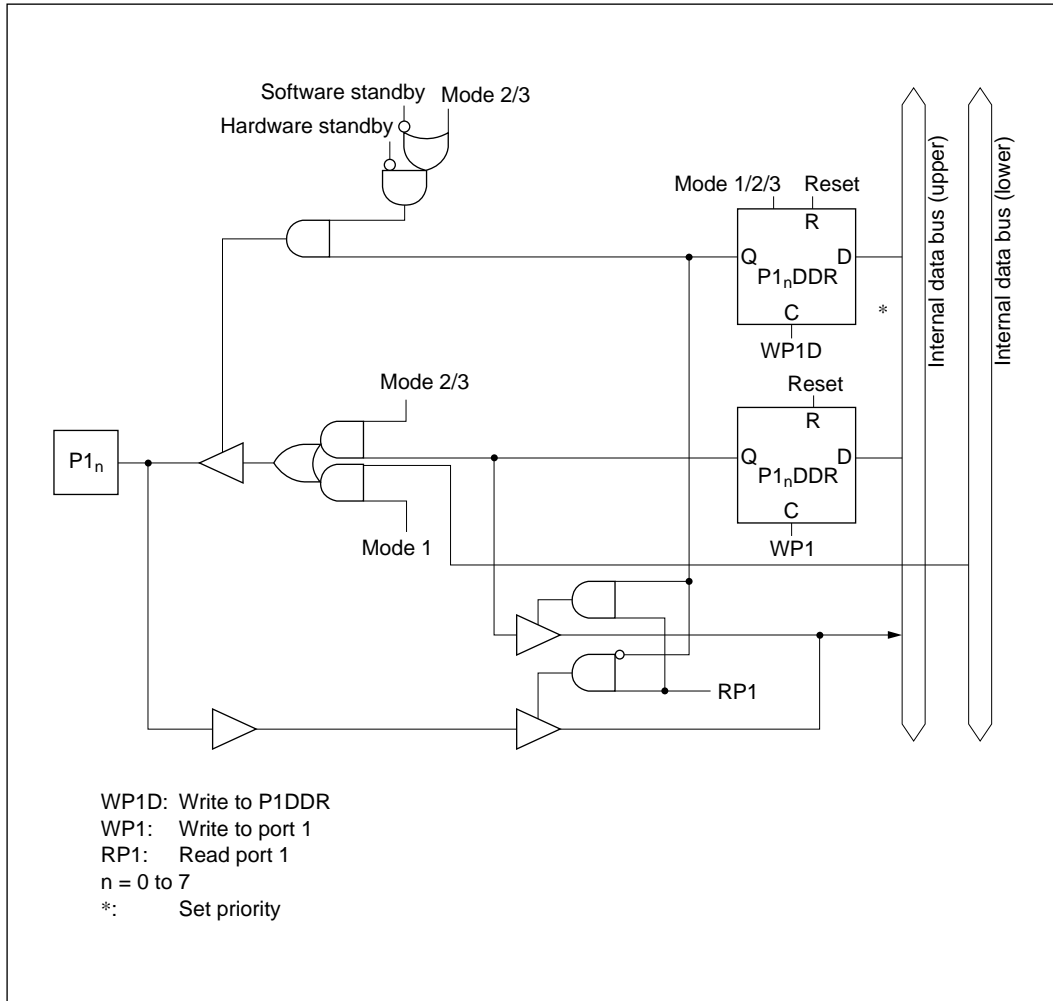 Software standby
Mode 2/3
Hardware standby
Mode 1/2/3 Reset
R
Q D
P1nDDR
C
*
WP1D
Internal data bus (upper)
Internal data bus (lower)
Mode 2/3
Reset
R
P1n
Q D
P1nDDR
C
WP1
Mode 1
RP1
WP1D: Write to P1DDR
WP1: Write to port 1
RP1: Read port 1
n = 0 to 7
*: Set priority